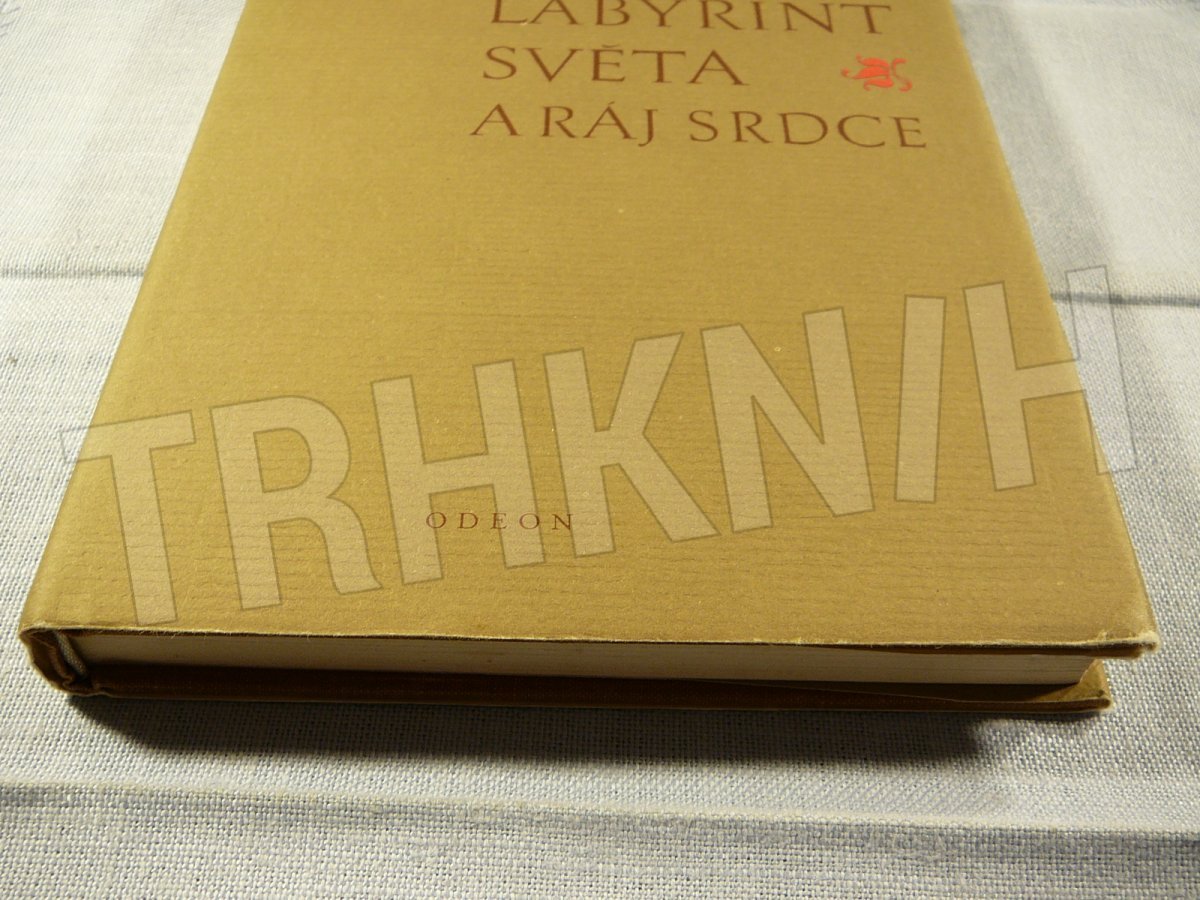 LABYRINT
SVĚTA
A RÁJ SRDCE
TRHKNIH
ODEON